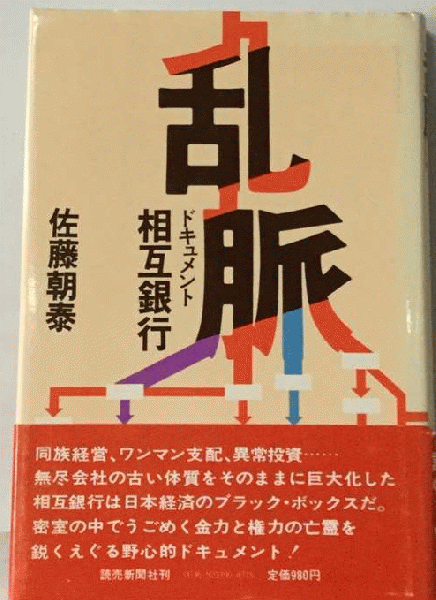 乱脈
ドキュメント
相互銀行
佐藤朝泰
同族経営、ワンマン支配、異常投資……
無尽会社の古い体質をそのままに巨大化した
相互銀行は日本経済のブラック・ボックスだ。
密室の中でうごめく金力と権力の亡霊を
鋭くえぐる野心的ドキュメント!
読売新聞社刊
定価980円